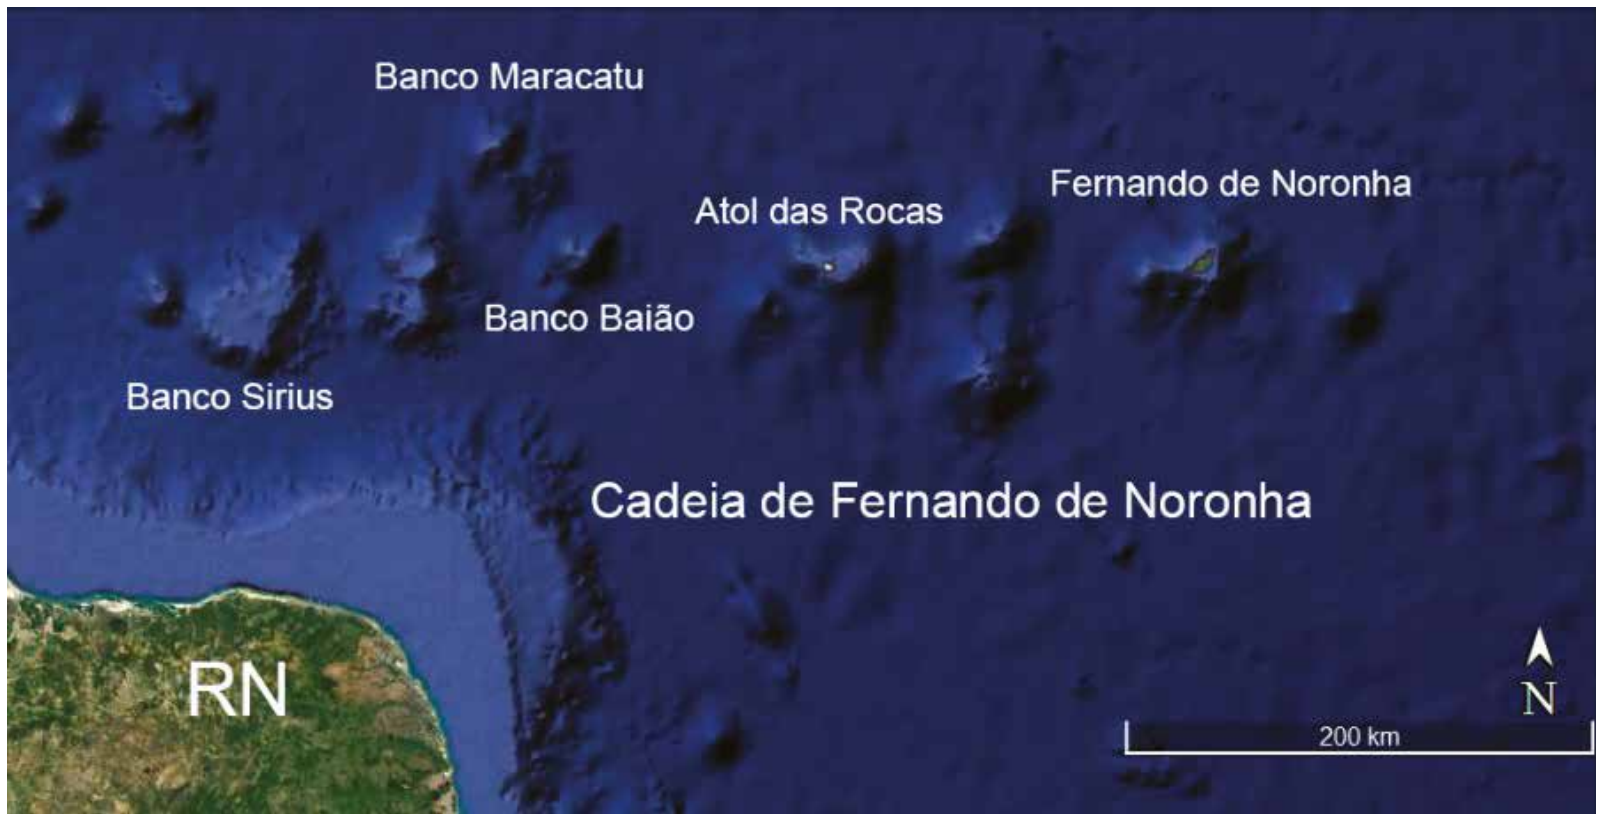 Banco Maracatu
Fernando de Noronha
Atol das Rocas
Banco Baião
Banco Sirius
Cadeia de Fernando de Noronha
RN
N
200 km